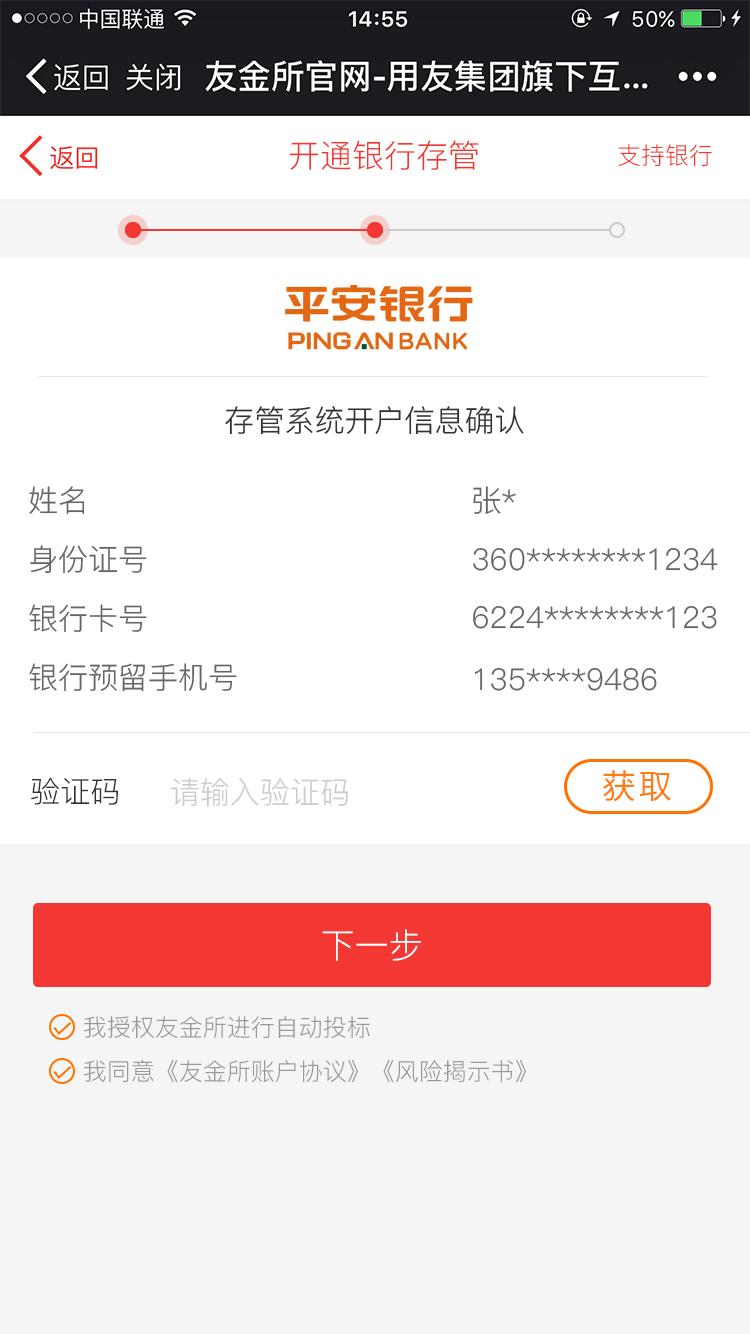 中国联通 14:55 50%
返回 关闭 友金所官网-用友集团旗下互...
返回 开通银行存管 支持银行
平安银行
PINGAN BANK
存管系统开户信息确认
姓名 张*
身份证号 360********1234
银行卡号 6224********123
银行预留手机号 135****9486
验证码 请输入验证码 获取
下一步
我授权友金所进行自动投标
我同意《友金所账户协议》《风险揭示书》